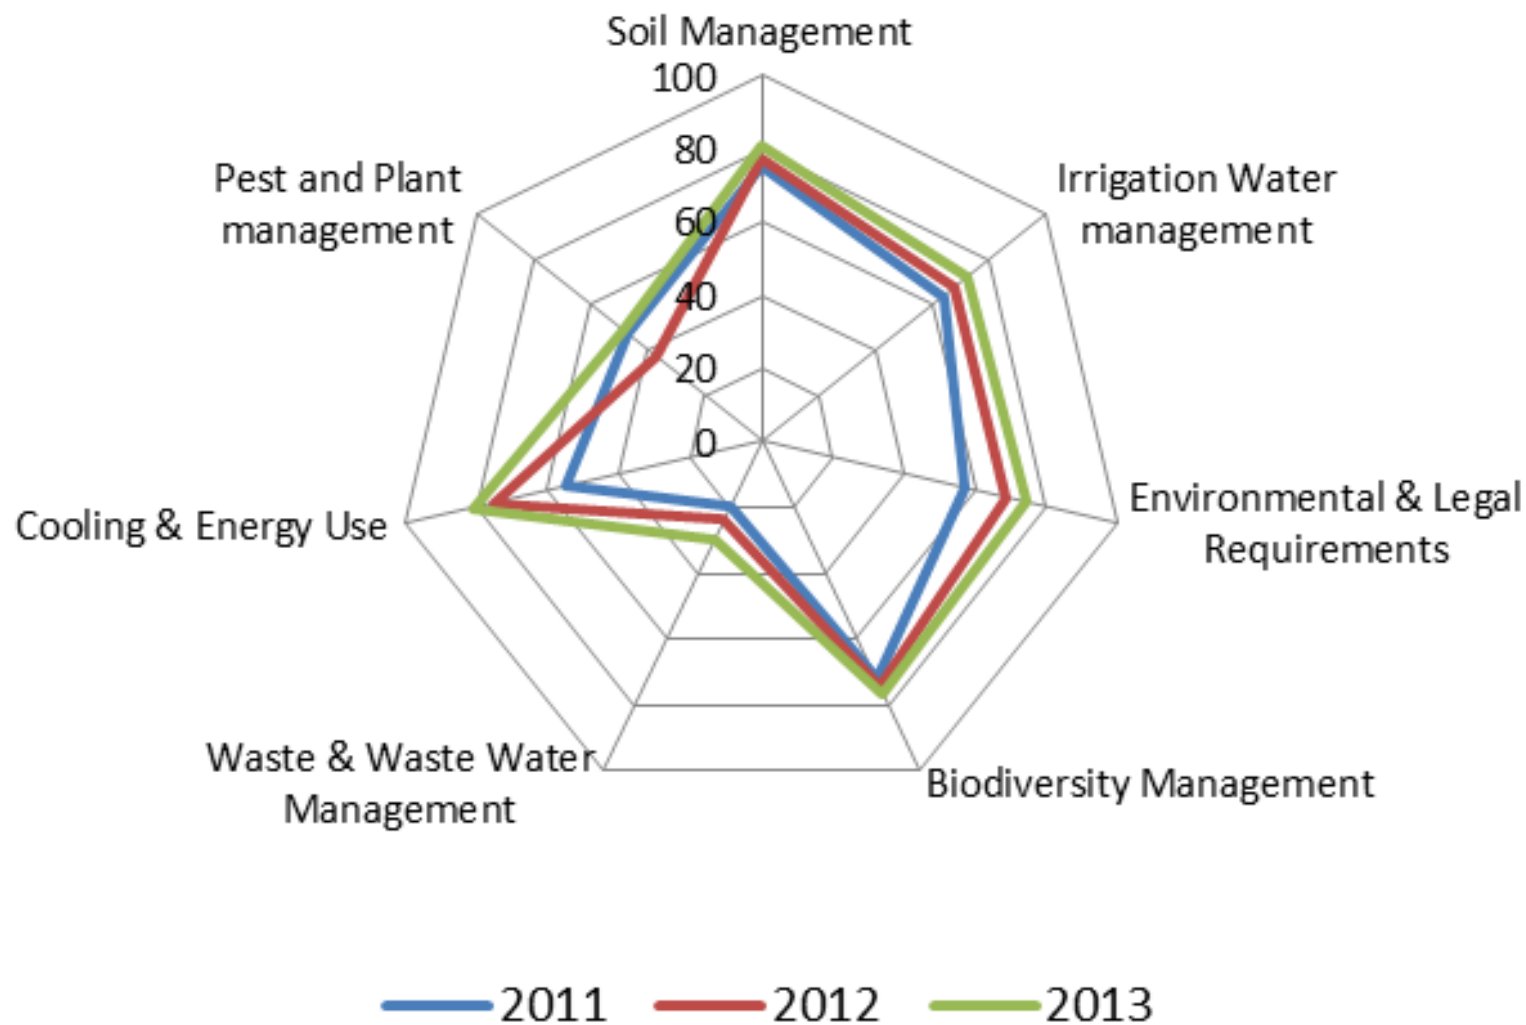 Soil Management
100
80
60
40
20
0
Irrigation Water
management
Environmental & Legal
Requirements
Biodiversity Management
Waste & Waste Water
Management
Cooling & Energy Use
Pest and Plant
management
2011
2012
2013